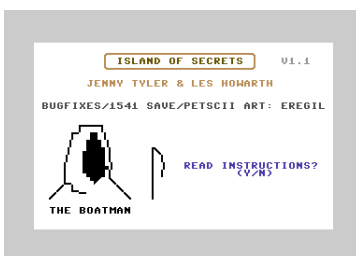 ISLAND OF SECRETS V1.1
JENNY TYLER & LES HOWARTH
BUGFIXES/1541 SAVE/PETSCII ART: EREGIL
READ INSTRUCTIONS?
(Y/N)
THE BOATMAN